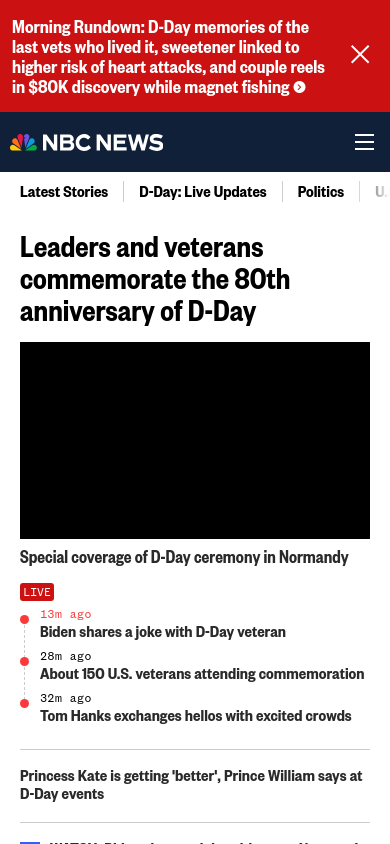 Morning Rundown: D-Day memories of the
last vets who lived it, sweetener linked to
higher risk of heart attacks, and couple reels
in $80K discovery while magnet fishing
NBC NEWS
Latest Stories
D-Day: Live Updates
Politics
U.
Leaders and veterans
commemorate the 80th
anniversary of D-Day
Special coverage of D-Day ceremony in Normandy
LIVE
13m ago
Biden shares a joke with D-Day veteran
28m ago
About 150 U.S. veterans attending commemoration
32m ago
Tom Hanks exchanges hellos with excited crowds
Princess Kate is getting 'better', Prince William says at
D-Day events